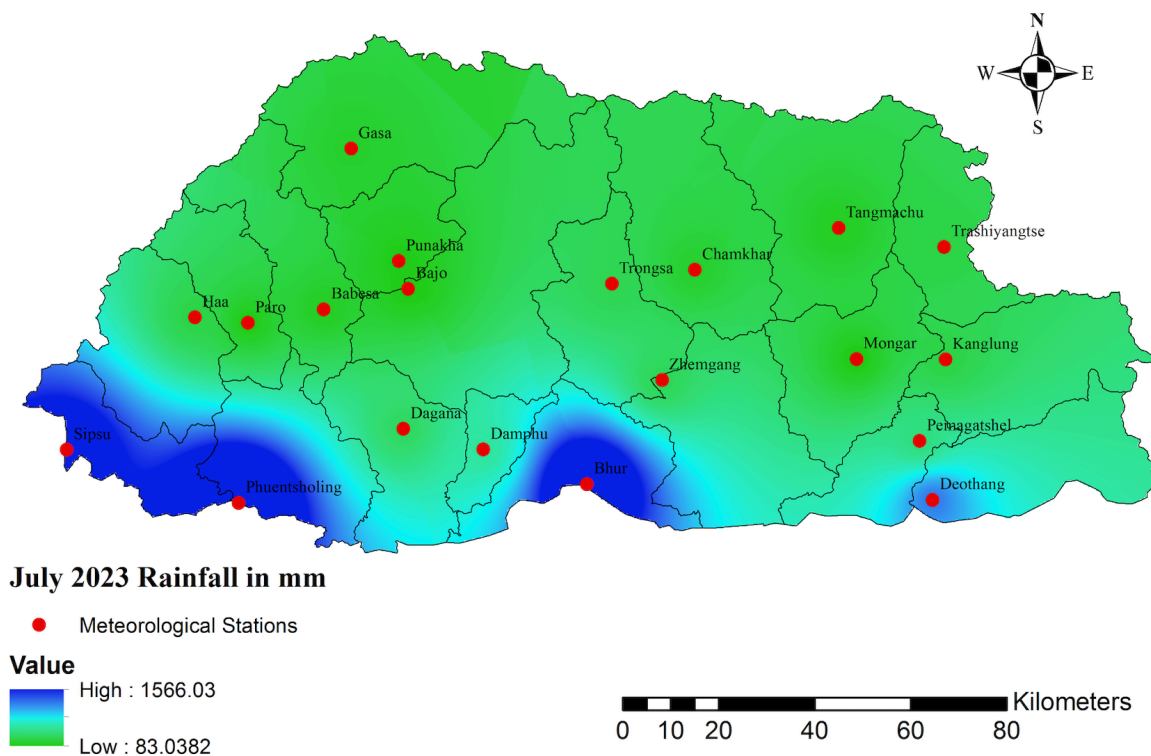 N
W E
S
Gasa
Tangmachu
Trashiyangtse
Punakha
Bajo
Chamkhar
Trongsa
Babesa
Haa
Paro
Mongar
Kanglung
Zhemgang
Dagana
Damphu
Pemagatshel
Sipsu
Bhur
Phuentsholing
Deothang
July 2023 Rainfall in mm
Meteorological Stations
Value
High : 1566.03
Low : 83.0382
Kilometers
0 10 20 40 60 80